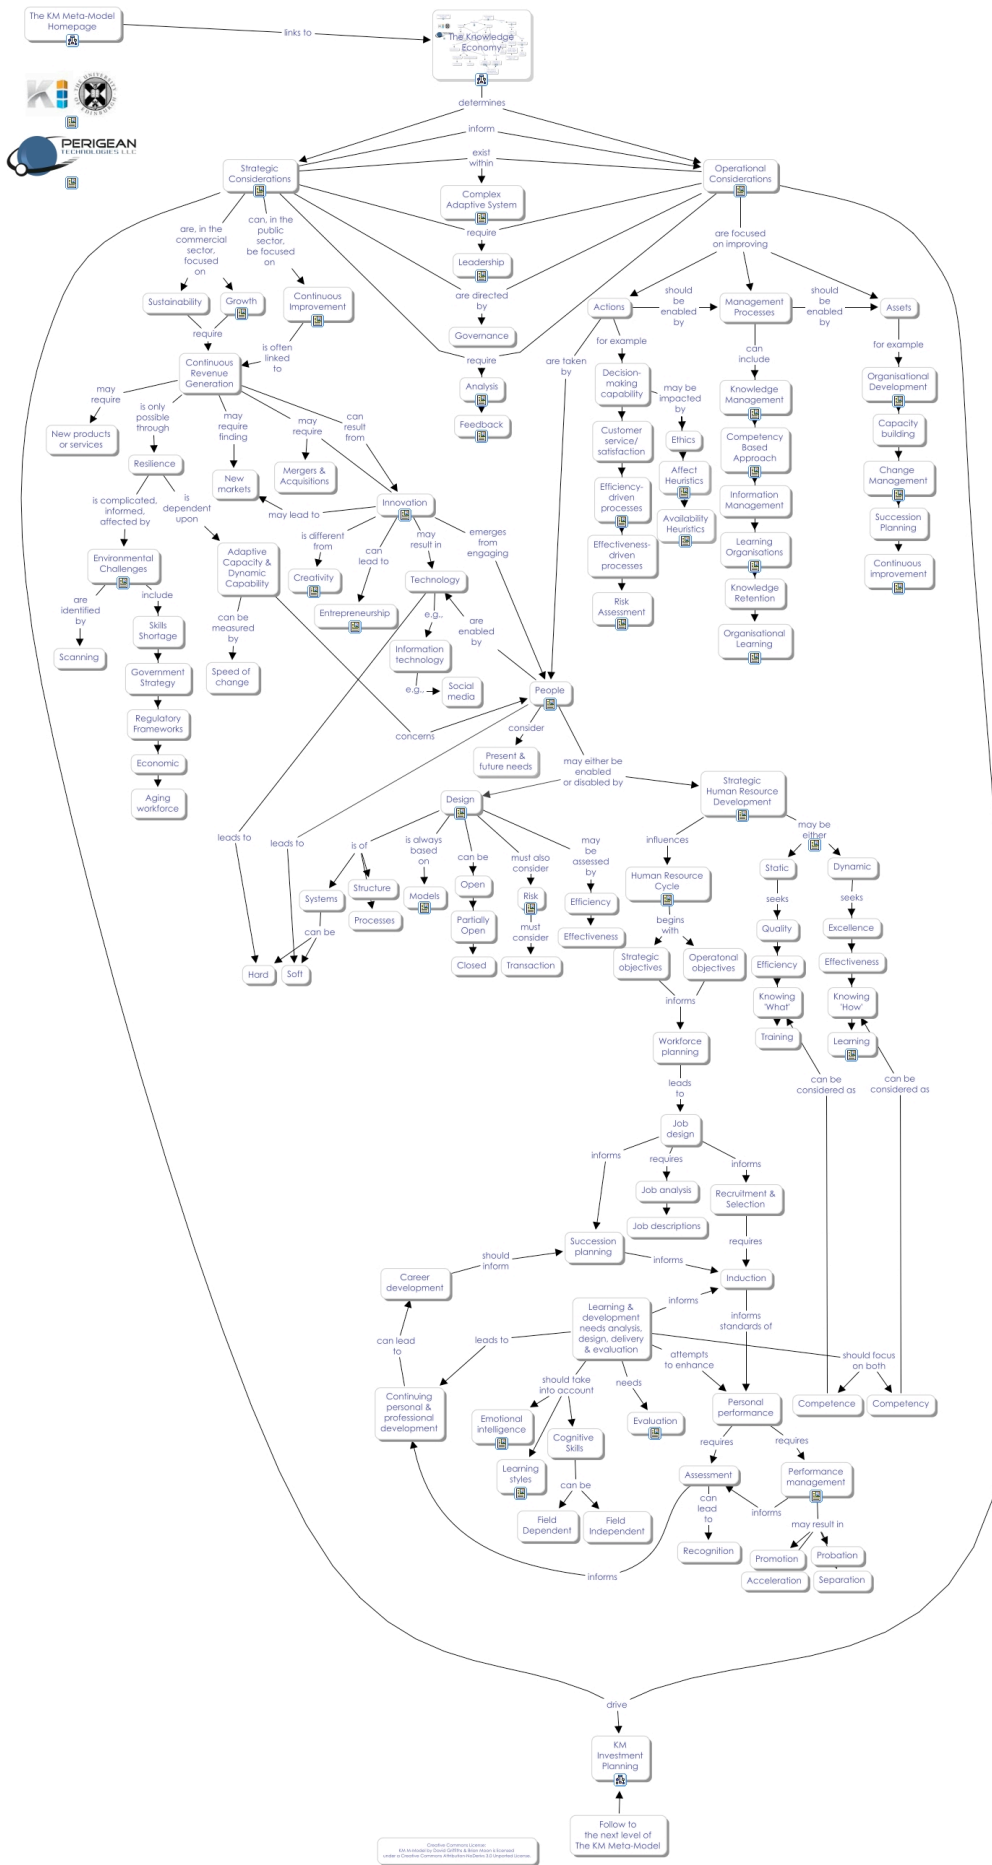 The KM Meta-Model
Homepage
links to
The Knowledge
Economy
determines
inform
THE UNIVERSITY
OF EDINBURGH
PERIGEAN
TECHNOLOGIES LLC
Strategic
Considerations
exist
within
Operational
Considerations
Complex
Adaptive System
require
Leadership
are directed
by
Governance
require
Analysis
Feedback
are, in the
commercial
sector,
focused
on
can, in the
public
sector,
be focused
on
Sustainability
Growth
Continuous
Improvement
require
is often
linked
to
Continuous
Revenue
Generation
may
require
New products
or services
is only
possible
through
Resilience
may
require
finding
New
markets
may
require
Mergers &
Acquisitions
can
result
from
Innovation
may lead to
is complicated,
informed,
affected by
is
dependent
upon
Environmental
Challenges
are
identified
by
Scanning
include
Skills
Shortage
Government
Strategy
Regulatory
Frameworks
Economic
Aging
workforce
Adaptive
Capacity &
Dynamic
Capability
can be
measured
by
Speed of
change
concerns
is different
from
Creativity
can
lead to
Entrepreneurship
may
result in
Technology
emerges
from
engaging
e.g.,
Information
technology
e.g.,
Social
media
are
enabled
by
are focused
on improving
Actions
should
be
enabled
by
Management
Processes
should
be
enabled
by
Assets
are taken
by
for example
Decision-
making
capability
Customer
service/
satisfaction
Efficiency-
driven
processes
Effectiveness-
driven
processes
Risk
Assessment
may be
impacted
by
Ethics
Affect
Heuristics
Availability
Heuristics
can
include
Knowledge
Management
Competency
Based
Approach
Information
Management
Learning
Organisations
Knowledge
Retention
Organisational
Learning
for example
Organisational
Development
Capacity
building
Change
Management
Succession
Planning
Continuous
improvement
People
consider
Present &
future needs
may either be
enabled
or disabled by
leads to
leads to
Design
is of
Systems
Structure
Processes
can be
Hard
Soft
is always
based
on
Models
can be
Open
Partially
Open
Closed
must also
consider
Risk
must
consider
Transaction
may
be
assessed
by
Efficiency
Effectiveness
Strategic
Human Resource
Development
influences
Human Resource
Cycle
begins
with
Strategic
objectives
Operatonal
objectives
informs
Workforce
planning
leads
to
Job
design
may be
either
Static
seeks
Quality
Efficiency
Knowing
'What'
Training
Dynamic
seeks
Excellence
Effectiveness
Knowing
'How'
Learning
can be
considered as
can be
considered as
informs
requires
informs
Job analysis
Job descriptions
Recruitment &
Selection
requires
Succession
planning
informs
Induction
should
inform
Career
development
can lead
to
Continuing
personal &
professional
development
leads to
Learning &
development
needs analysis,
design, delivery
& evaluation
informs
informs
standards of
attempts
to enhance
should focus
on both
Competence
Competency
should take
into account
needs
Emotional
intelligence
Learning
styles
Cognitive
Skills
Evaluation
can be
Field
Dependent
Field
Independent
Personal
performance
requires
requires
Assessment
Performance
management
informs
can
lead
to
Recognition
may result in
Promotion
Probation
Acceleration
Separation
informs
drive
KM
Investment
Planning
Follow to
the next level of
The KM Meta-Model
Creative Commons License